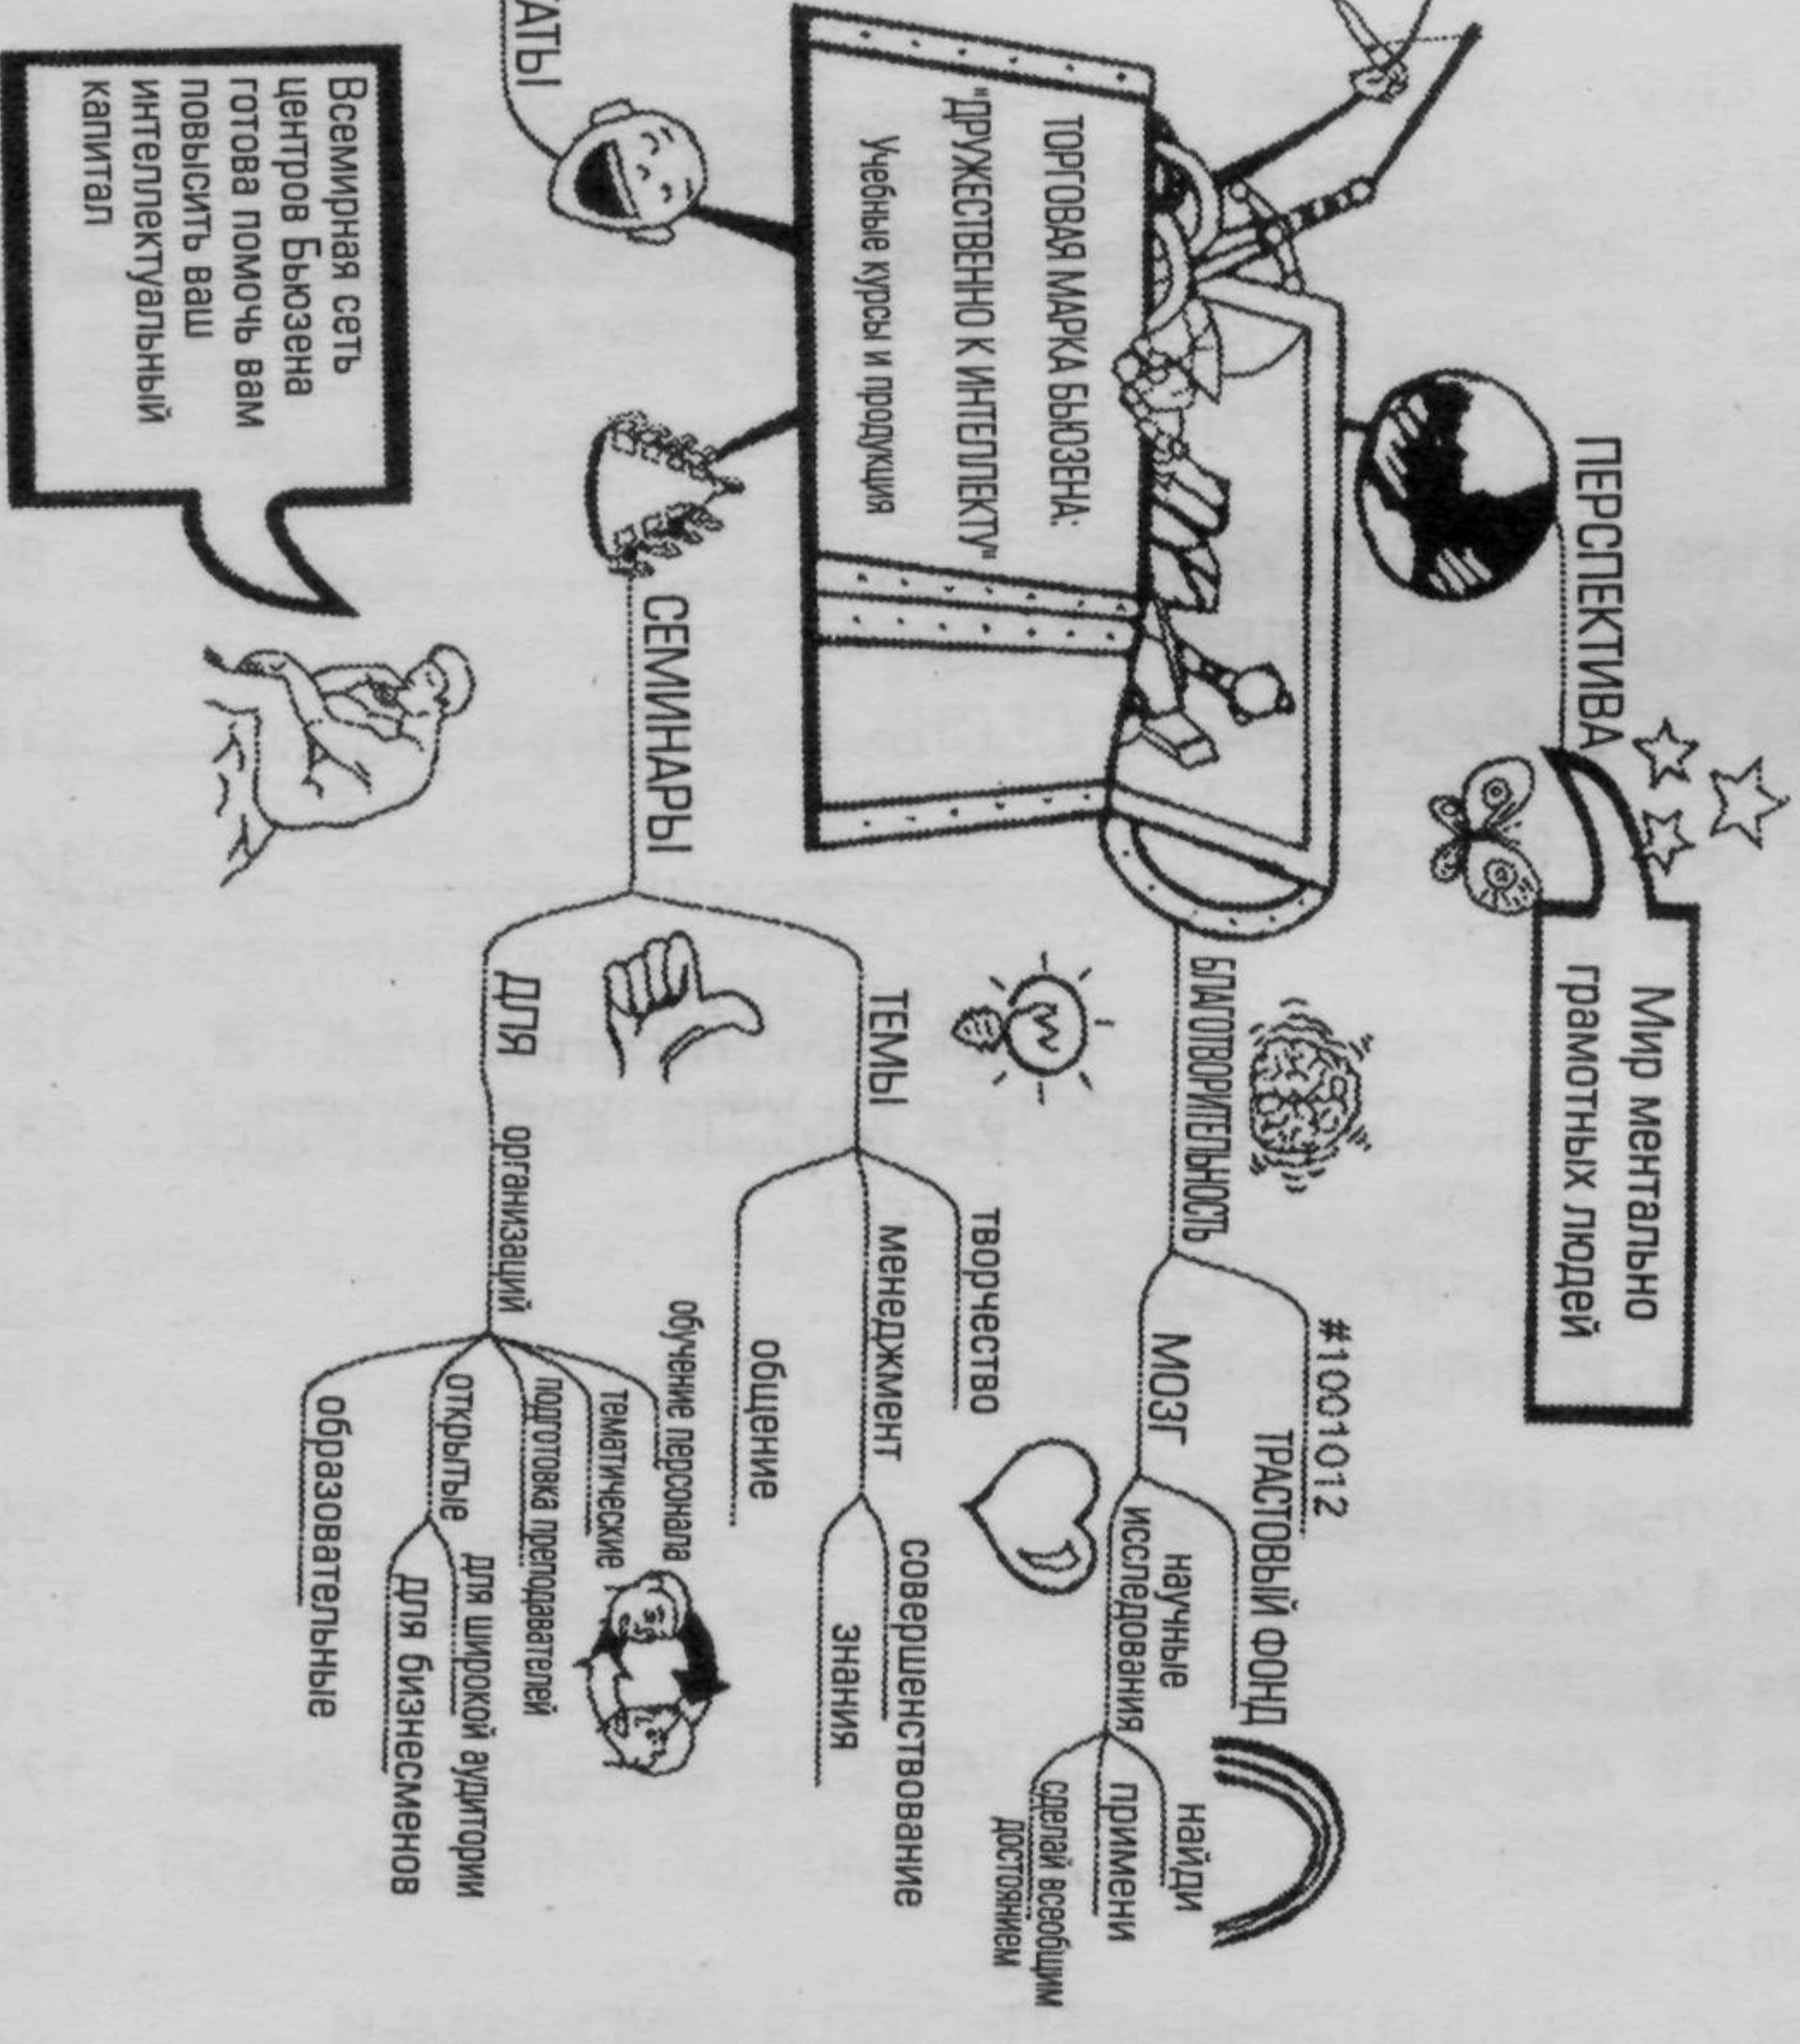 ПЕРСПЕКТИВА
Мир ментально
грамотных людей
#1001012
ТРАСТОВЫЙ ФОНД
БЛАГОТВОРИТЕЛЬНОСТЬ
МОЗГ
научные
исследования
найди
примени
сделай всеобщим
достоянием
ТОРГОВАЯ МАРКА БЬЮЗЕНА:
"ДРУЖЕСТВЕННО К ИНТЕЛЛЕКТУ"
Учебные курсы и продукция
ТЕМЫ
творчество
менеджмент
совершенствование
знания
общение
СЕМИНАРЫ
ДЛЯ
организаций
обучение персонала
тематические
подготовка преподавателей
открытые
для широкой аудитории
для бизнесменов
образовательные
АТЫ
Всемирная сеть
центров Бьюзена
готова помочь вам
повысить ваш
интеллектуальный
капитал